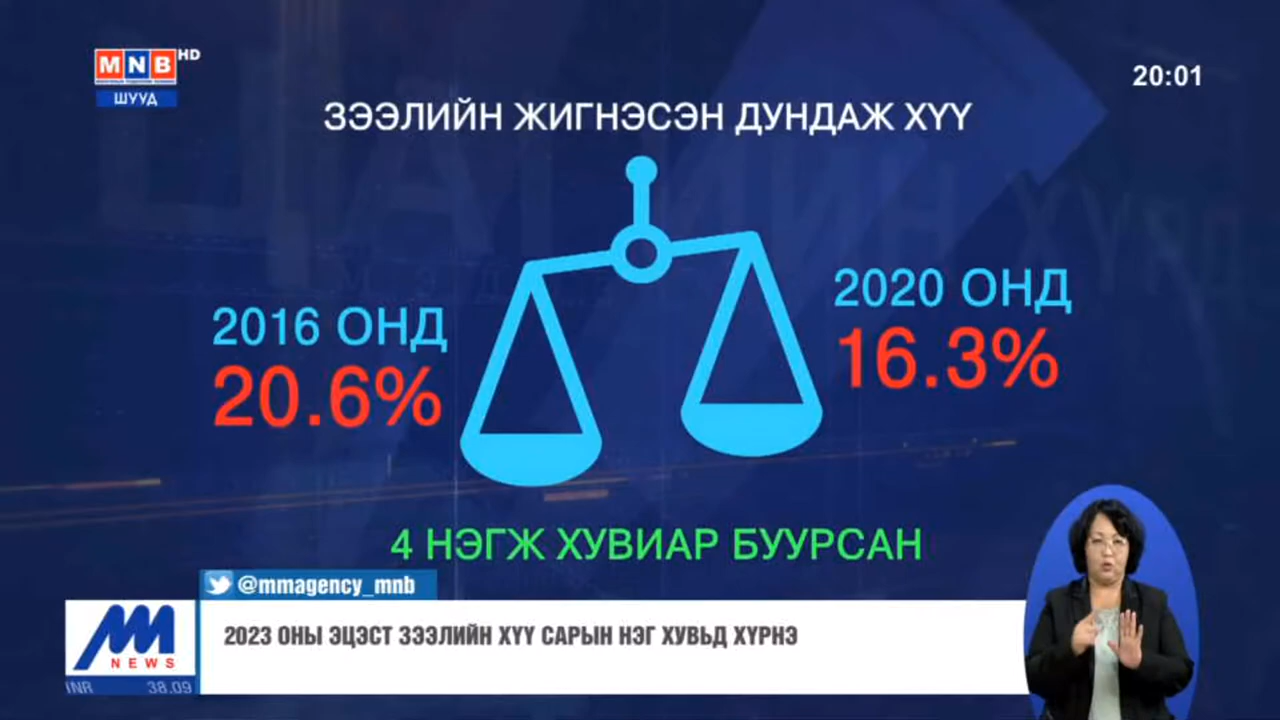 MNB HD
ШУУД
20:01
ЗЭЭЛИЙН ЖИГНЭСЭН ДУНДАЖ ХҮҮ
2016 ОНД
20.6%
2020 ОНД
16.3%
4 НЭГЖ ХУВИАР БУУРСАН
@mmagency_mnb
2023 ОНЫ ЭЦЭСТ ЗЭЭЛИЙН ХҮҮ САРЫН НЭГ ХУВЬД ХҮРНЭ
MM
NEWS
INR 38.09